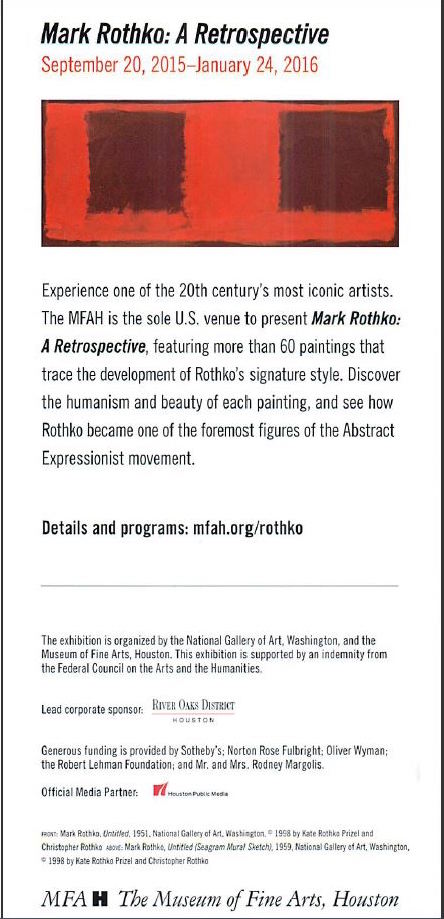 Mark Rothko: A Retrospective
September 20, 2015–January 24, 2016
Experience one of the 20th century's most iconic artists.
The MFAH is the sole U.S. venue to present Mark Rothko:
A Retrospective, featuring more than 60 paintings that
trace the development of Rothko's signature style. Discover
the humanism and beauty of each painting, and see how
Rothko became one of the foremost figures of the Abstract
Expressionist movement.
Details and programs: mfah.org/rothko
The exhibition is organized by the National Gallery of Art, Washington, and the
Museum of Fine Arts, Houston. This exhibition is supported by an indemnity from
the Federal Council on the Arts and the Humanities.
Lead corporate sponsor: River Oaks District
HOUSTON
Generous funding is provided by Sotheby's; Norton Rose Fulbright; Oliver Wyman;
the Robert Lehman Foundation; and Mr. and Mrs. Rodney Margolis.
Official Media Partner: Houston Public Media
FRONT: Mark Rothko, Untitled, 1951, National Gallery of Art, Washington, © 1998 by Kate Rothko Prizel and
Christopher Rothko ABOVE: Mark Rothko, Untitled (Seagram Mural Sketch), 1959, National Gallery of Art, Washington,
© 1998 by Kate Rothko Prizel and Christopher Rothko
MFAH The Museum of Fine Arts, Houston